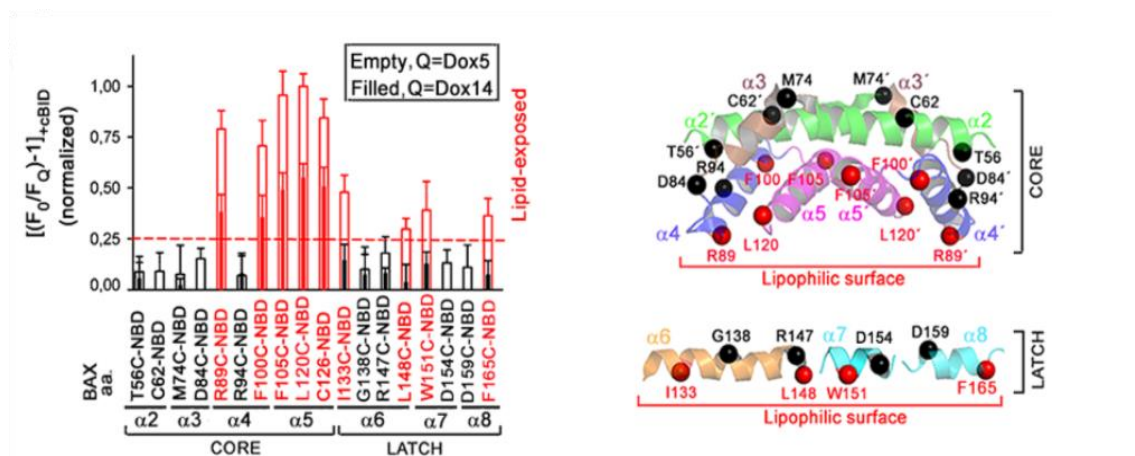 Empty, Q=Dox5
Filled, Q=Dox14
[(F0/FQ)-1]+cBID
(normalized)
1,00
0,75
0,50
0,25
0,00
Lipid-exposed
BAX
aa.
T56C-NBD
C62-NBD
M74C-NBD
D84C-NBD
R89C-NBD
R94C-NBD
F100C-NBD
F105C-NBD
L120C-NBD
C126-NBD
I133C-NBD
G138C-NBD
R147C-NBD
L148C-NBD
W151C-NBD
D154C-NBD
D159C-NBD
F165C-NBD
α2 α3 α4 α5 α6 α7 α8
CORE LATCH
α3 M74 M74´ α3´
C62´ C62
α2´ α2
T56´ T56
R94 F100 F105 F100´
D84 D84´
F105´ R94´
α5 α5´
α4 L120 L120´ α4´
R89 R89´
Lipophilic surface
CORE
α6 G138 R147 α7 D154 D159 α8
I133 L148 W151 F165
Lipophilic surface
LATCH